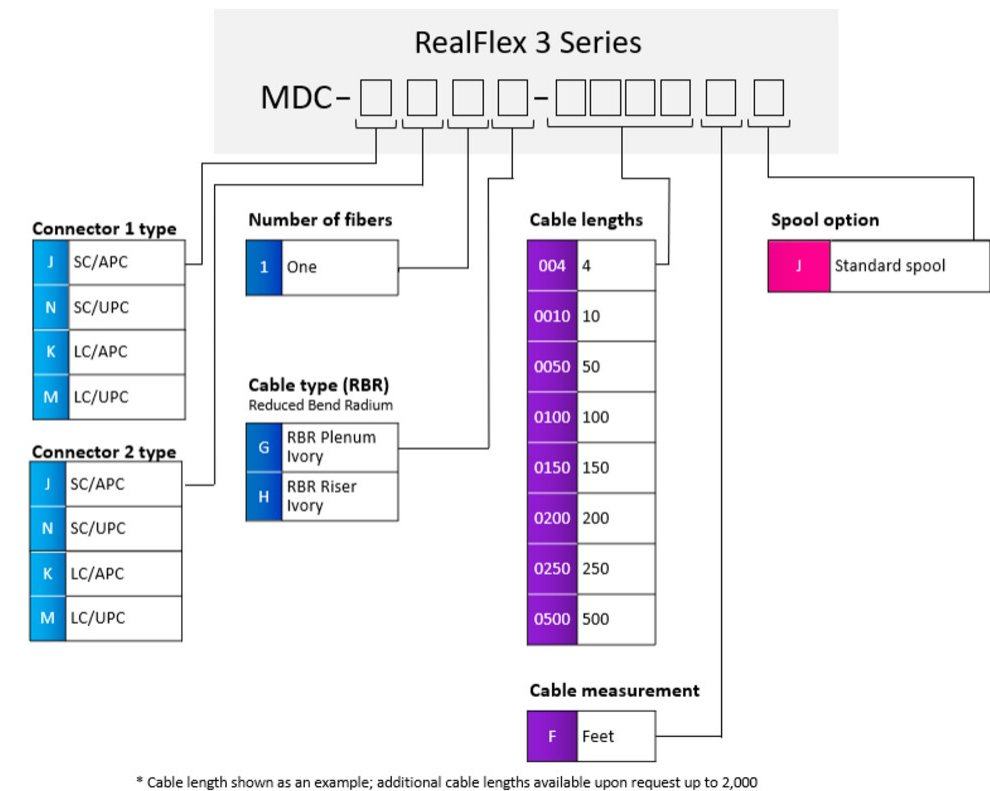 RealFlex 3 Series
MDC-
-
Connector 1 type
J SC/APC
N SC/UPC
K LC/APC
M LC/UPC
Connector 2 type
J SC/APC
N SC/UPC
K LC/APC
M LC/UPC
Number of fibers
1 One
Cable type (RBR)
Reduced Bend Radium
G RBR Plenum
Ivory
H RBR Riser
Ivory
Cable lengths
004 4
0010 10
0050 50
0100 100
0150 150
0200 200
0250 250
0500 500
Cable measurement
F Feet
Spool option
J Standard spool
* Cable length shown as an example; additional cable lengths available upon request up to 2,000